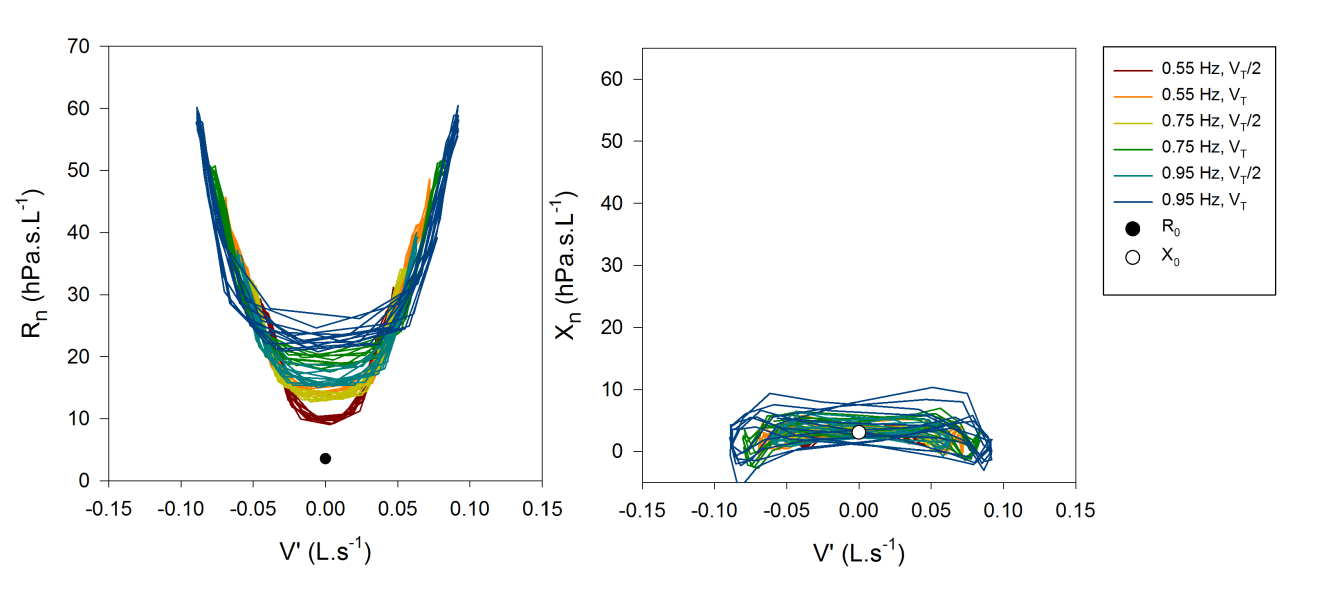 70
60
50
40
30
20
10
0
-0.15 -0.10 -0.05 0.00 0.05 0.10 0.15
V' (L.s-1)
Rn (hPa.s.L-1)
60
50
40
30
20
10
0
-0.15 -0.10 -0.05 0.00 0.05 0.10 0.15
V' (L.s-1)
Xn (hPa.s.L-1)
0.55 Hz, VT/2
0.55 Hz, VT
0.75 Hz, VT/2
0.75 Hz, VT
0.95 Hz, VT/2
0.95 Hz, VT
R0
X0